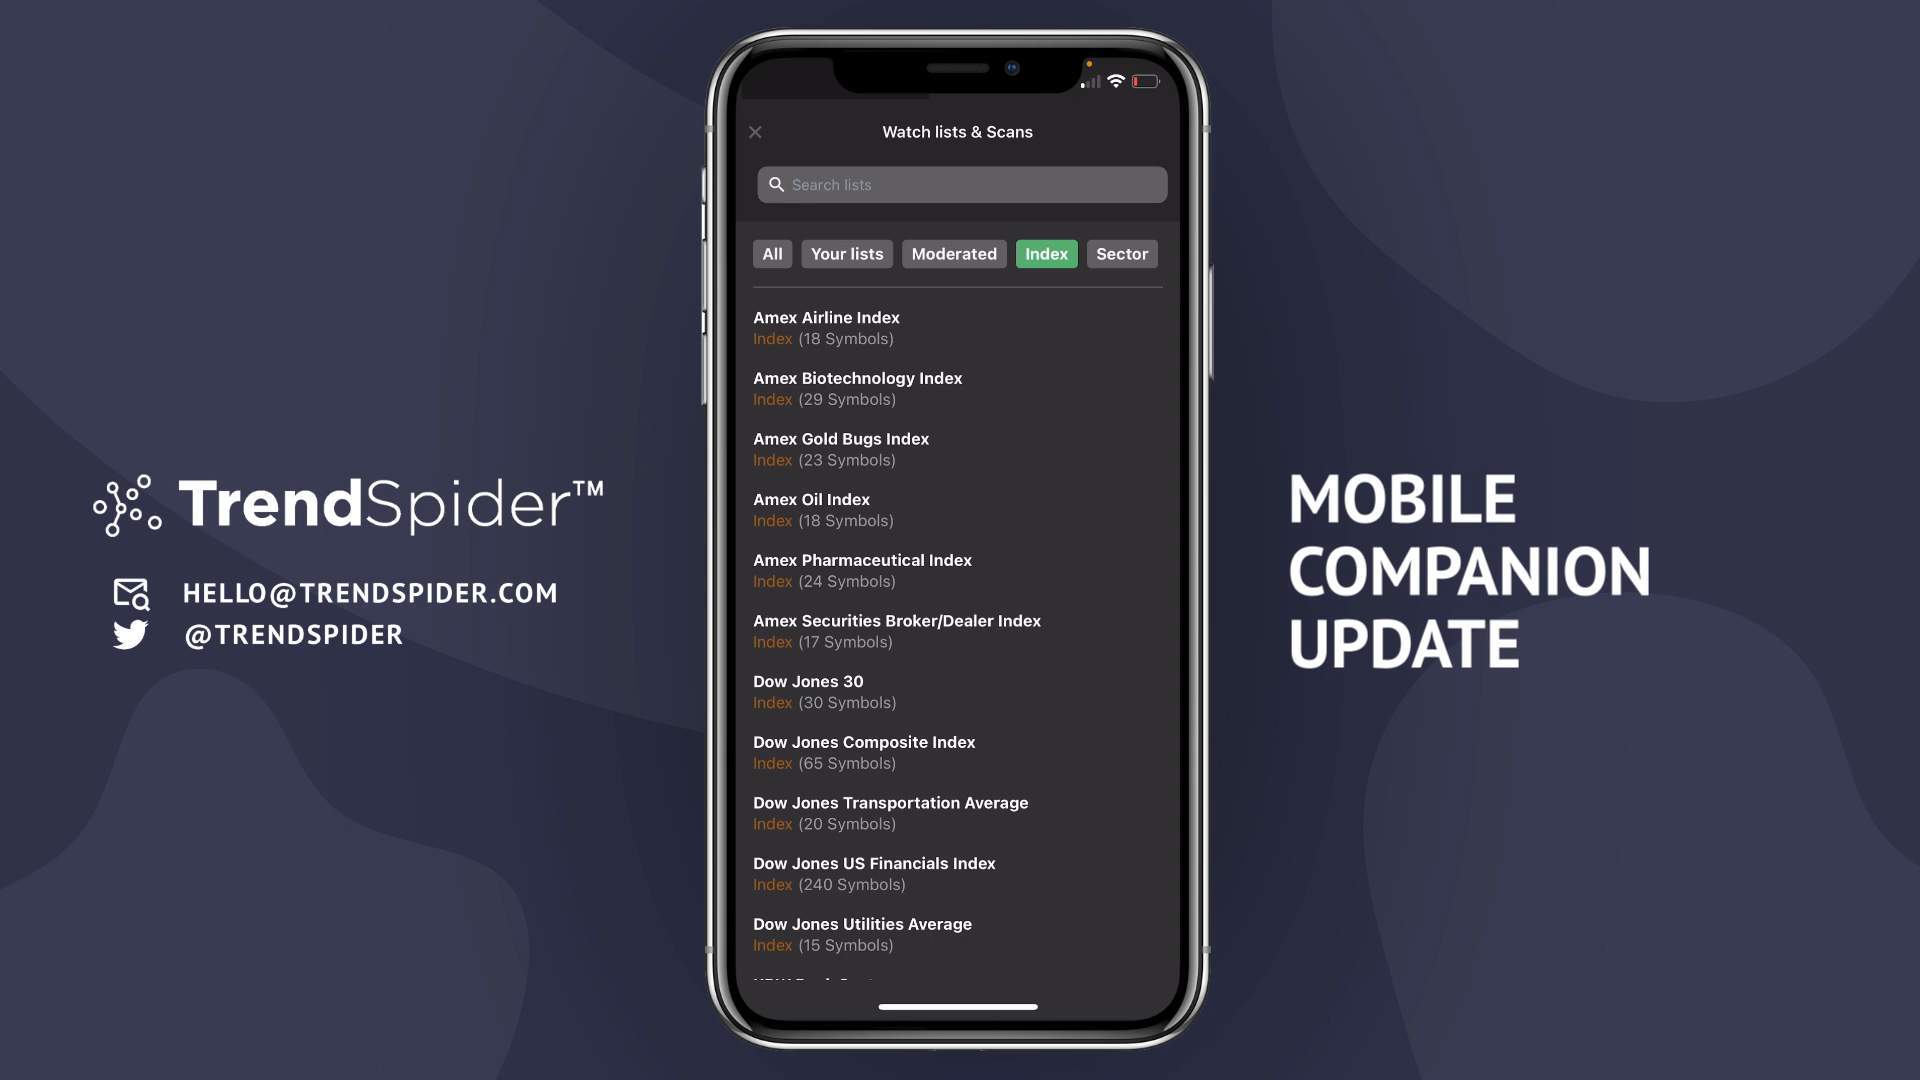 TrendSpider™
HELLO@TRENDSPIDER.COM
@TRENDSPIDER
Watch lists & Scans
Search lists
All Your lists Moderated Index Sector
Amex Airline Index
Index (18 Symbols)
Amex Biotechnology Index
Index (29 Symbols)
Amex Gold Bugs Index
Index (23 Symbols)
Amex Oil Index
Index (18 Symbols)
Amex Pharmaceutical Index
Index (24 Symbols)
Amex Securities Broker/Dealer Index
Index (17 Symbols)
Dow Jones 30
Index (30 Symbols)
Dow Jones Composite Index
Index (65 Symbols)
Dow Jones Transportation Average
Index (20 Symbols)
Dow Jones US Financials Index
Index (240 Symbols)
Dow Jones Utilities Average
Index (15 Symbols)
MOBILE
COMPANION
UPDATE